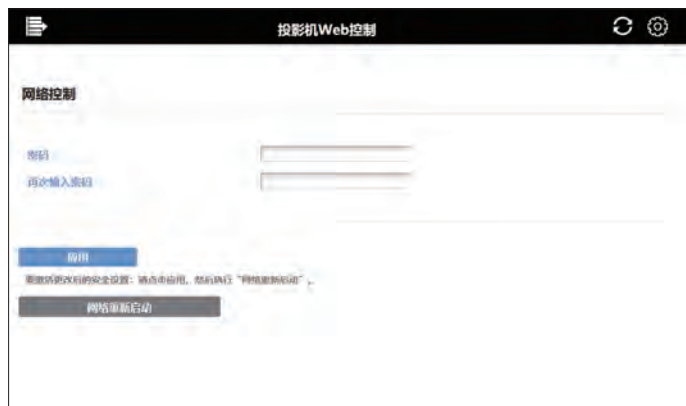 投影机Web控制
网络控制
密码
再次输入密码
应用
要激活更改后的安全设置：请点击应用，然后执行“网络重新启动”。
网络重新启动